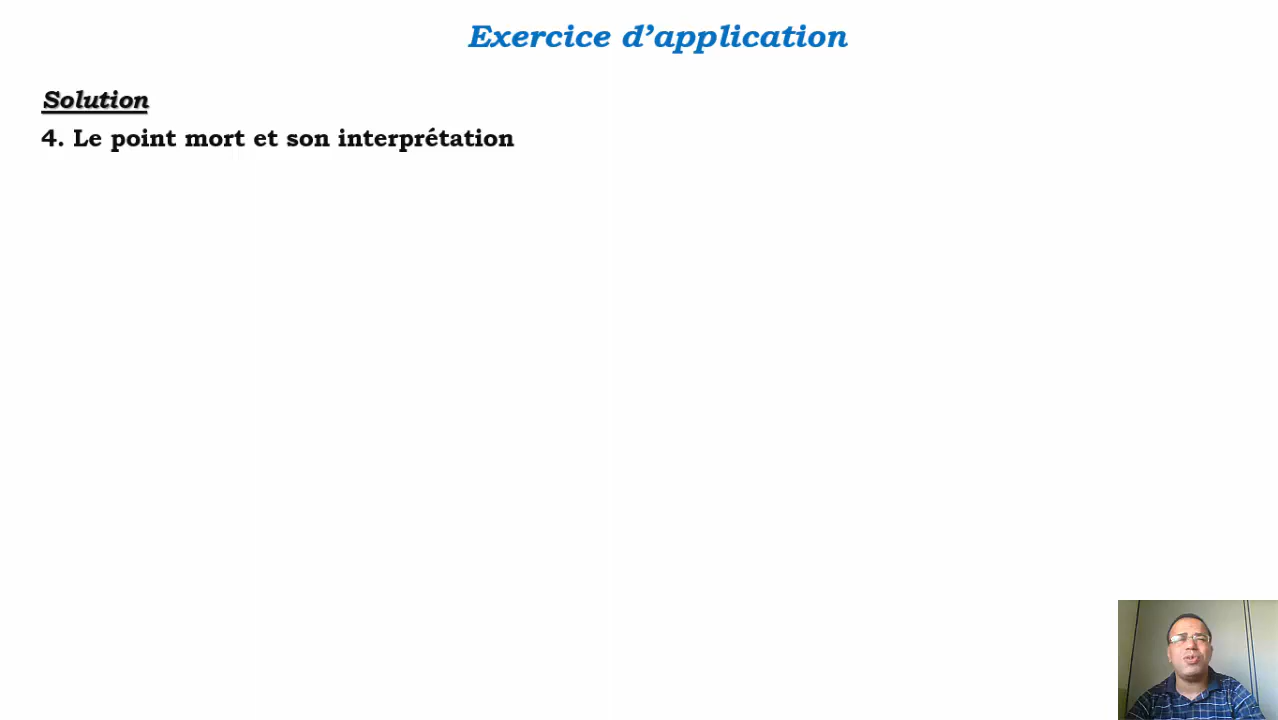 Exercice d’application
Solution
4. Le point mort et son interprétation